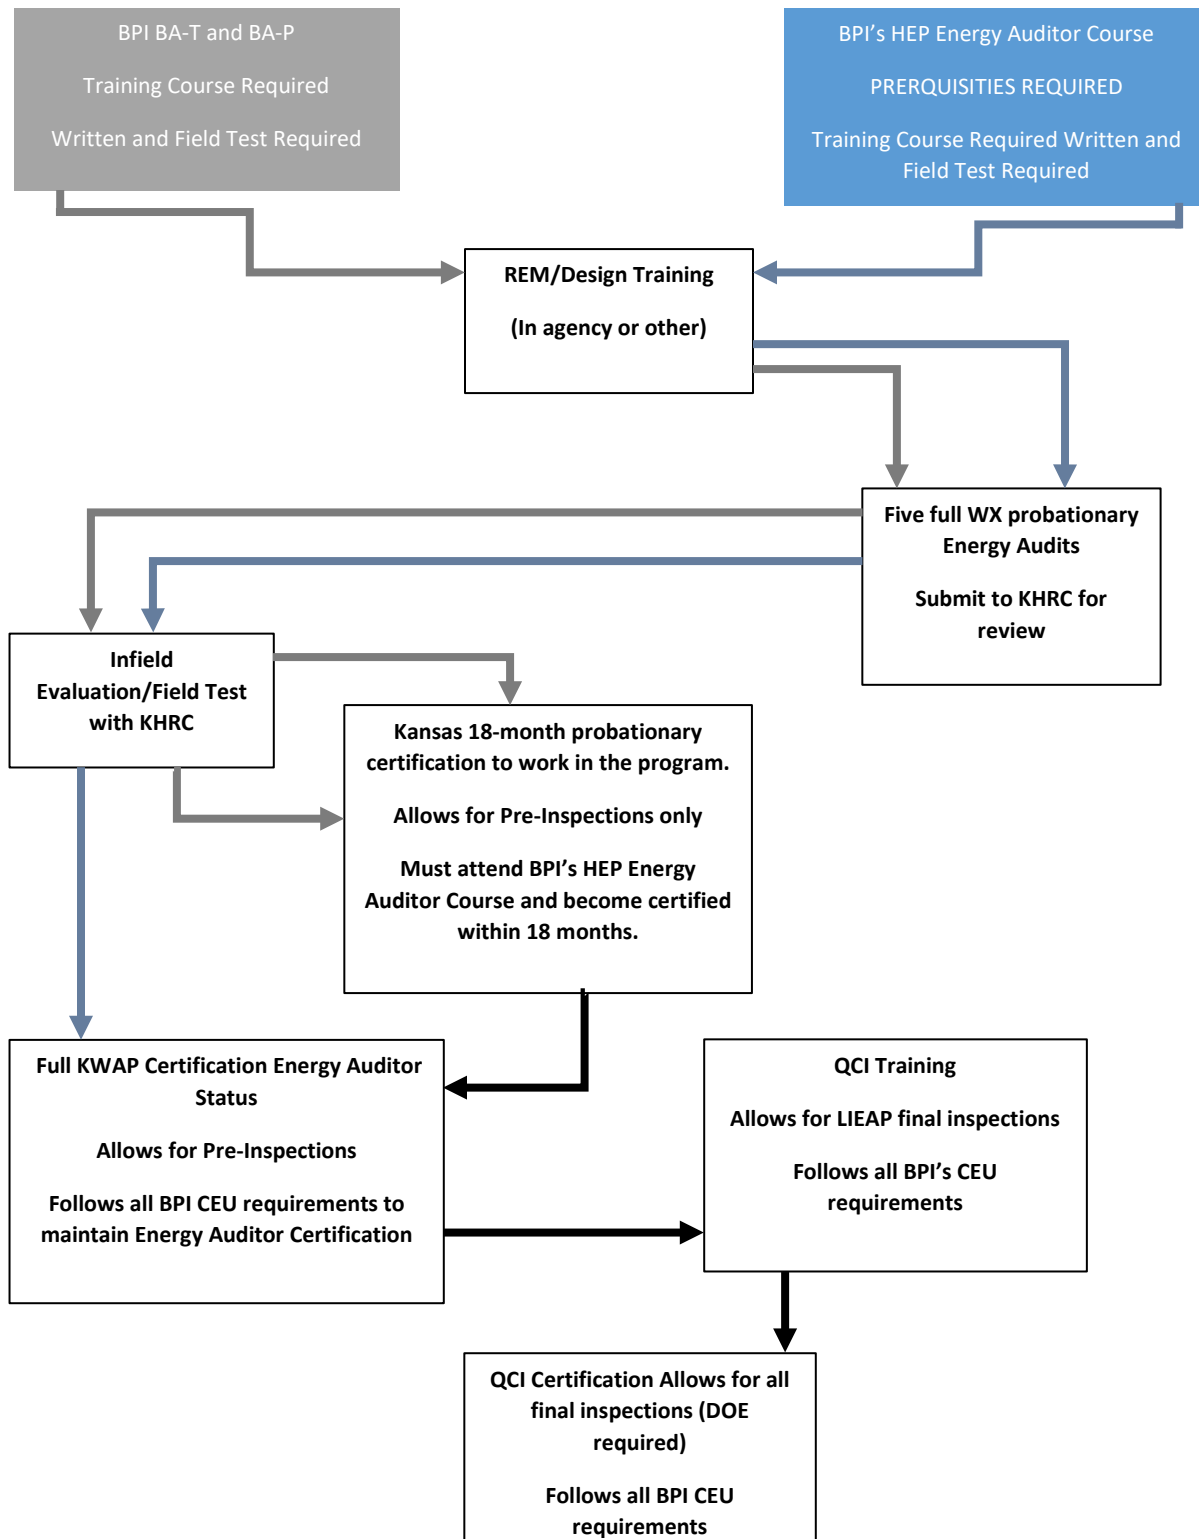 BPI BA-T and BA-P
Training Course Required
Written and Field Test Required
BPI’s HEP Energy Auditor Course
PRERQUISITIES REQUIRED
Training Course Required Written and
Field Test Required
REM/Design Training
(In agency or other)
Five full WX probationary
Energy Audits
Submit to KHRC for
review
Infield
Evaluation/Field Test
with KHRC
Kansas 18-month probationary
certification to work in the program.
Allows for Pre-Inspections only
Must attend BPI’s HEP Energy
Auditor Course and become certified
within 18 months.
Full KWAP Certification Energy Auditor
Status
Allows for Pre-Inspections
Follows all BPI CEU requirements to
maintain Energy Auditor Certification
QCI Training
Allows for LIEAP final inspections
Follows all BPI’s CEU
requirements
QCI Certification Allows for all
final inspections (DOE
required)
Follows all BPI CEU
requirements